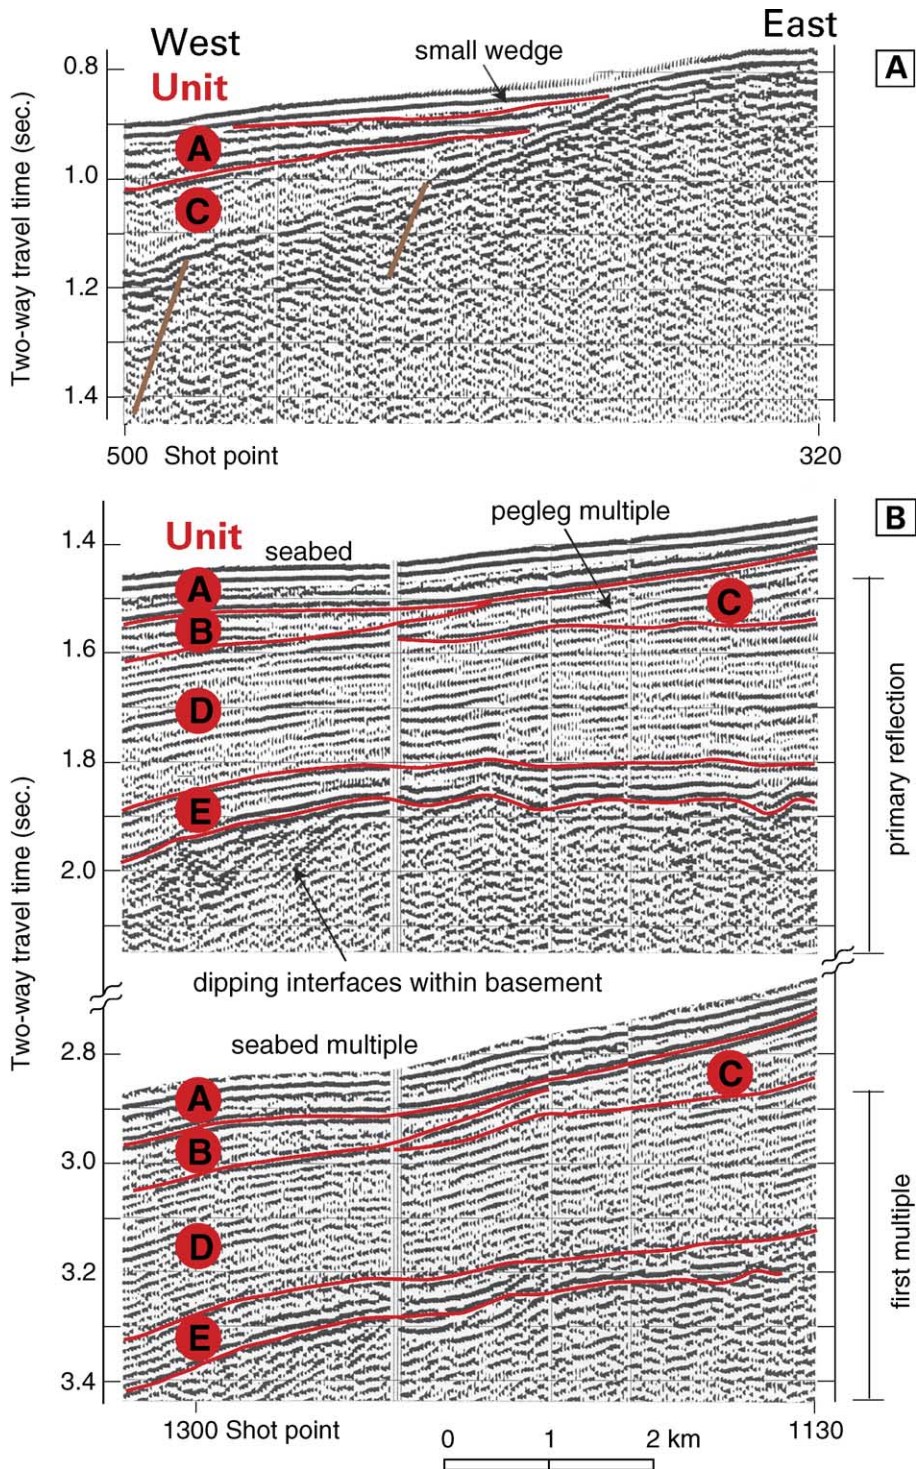 West
East
Unit
small wedge
A
0.8
1.0
1.2
1.4
Two-way travel time (sec.)
A
C
500 Shot point
320
B
Unit
seabed
pegleg multiple
1.4
1.6
1.8
2.0
A
B
C
D
E
primary reflection
dipping interfaces within basement
Two-way travel time (sec.)
seabed multiple
2.8
3.0
3.2
3.4
A
B
C
D
E
first multiple
1300 Shot point
1130
0 1 2 km